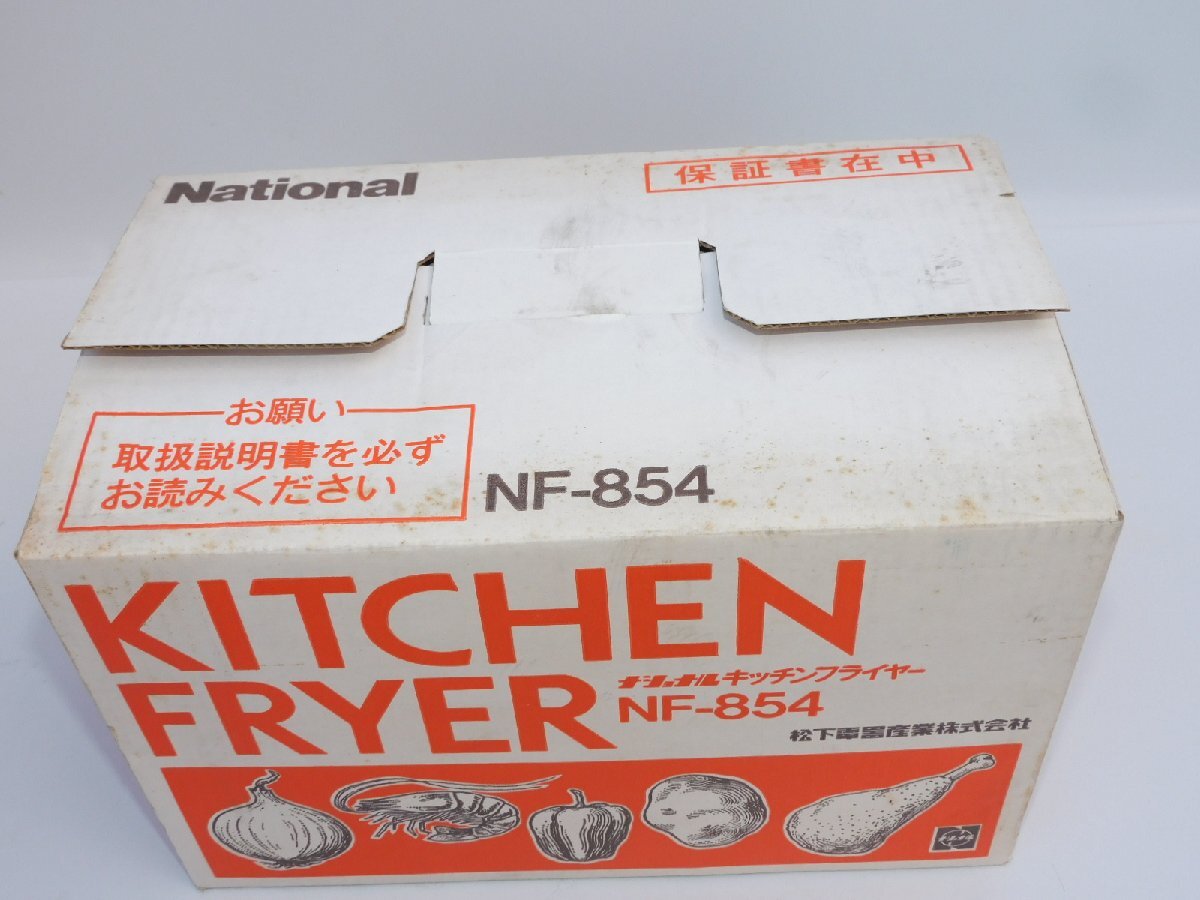 National
保証書在中
お願い
取扱説明書を必ず
お読みください
NF-854
KITCHEN
FRYER
ナショナルキッチンフライヤー
NF-854
松下電器産業株式会社